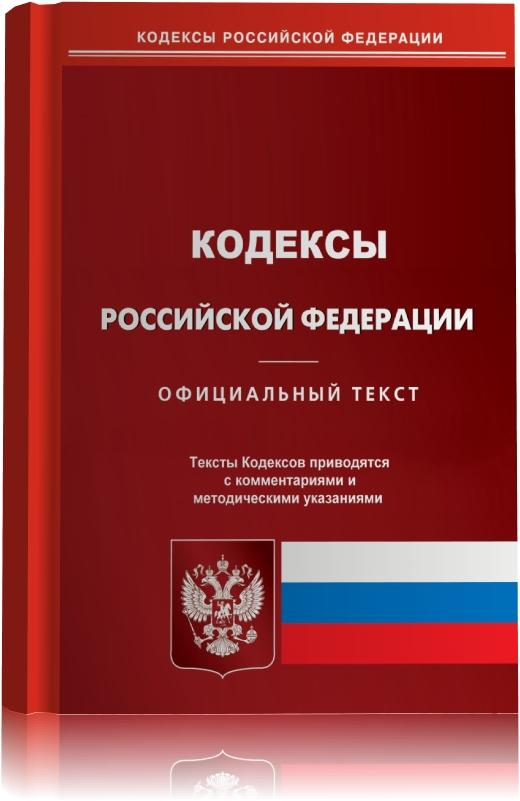 КОДЕКСЫ РОССИЙСКОЙ ФЕДЕРАЦИИ
КОДЕКСЫ
РОССИЙСКОЙ ФЕДЕРАЦИИ
ОФИЦИАЛЬНЫЙ ТЕКСТ
Тексты Кодексов приводятся
с комментариями и
методическими указаниями